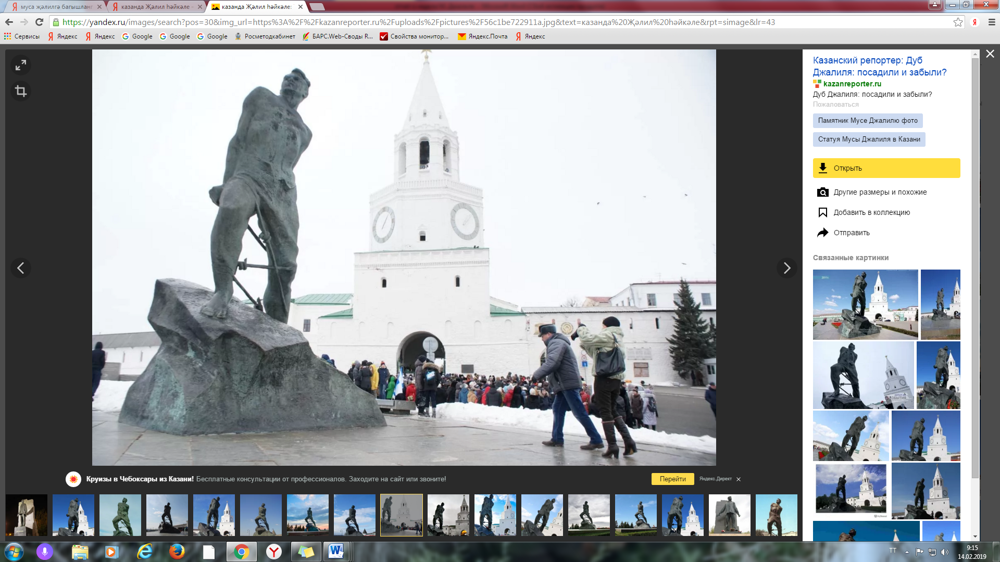 муса җәлилгә багышланг
казанда Җәлил һәйкәле -
казанда Җәлил һәйкәле:
https://yandex.ru/images/search?pos=30&img_url=https%3A%2F%2Fkazanreporter.ru%2Fuploads%2Fpictures%2F56c1be722911a.jpg&text=казанда%20Җәлил%20һәйкәле&rpt=simage&lr=43
Сервисы Яндекс Яндекс Google Google Google Росметодкабинет БАРС.Web-Своды R... Свойства монитор... Яндекс.Почта Яндекс
Казанский репортер: Дуб
Джалиля: посадили и забыли?
kazanreporter.ru
Дуб Джалиля: посадили и забыли?
Пожаловаться
Памятник Мусе Джалилю фото
Статуя Мусы Джалиля в Казани
Открыть
Другие размеры и похожие
Добавить в коллекцию
Отправить
Связанные картинки
Круизы в Чебоксары из Казани! Бесплатные консультации от профессионалов. Заходите на сайт или звоните!
Перейти
Яндекс.Директ
TT
9:15
14.02.2019